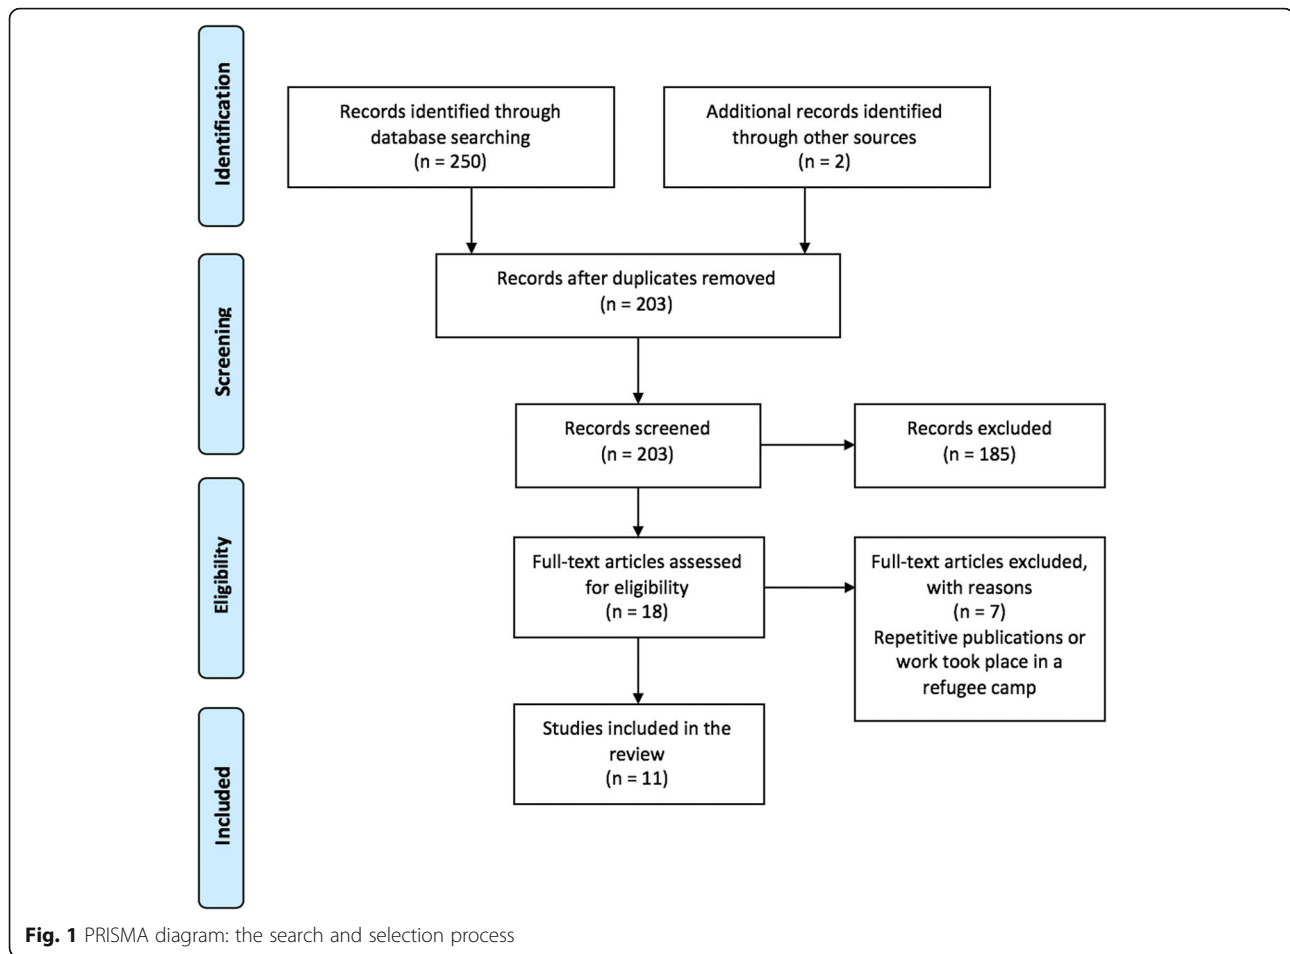 Identification
Records identified through
database searching
(n = 250)
Additional records identified
through other sources
(n = 2)
Screening
Records after duplicates removed
(n = 203)
Records screened
(n = 203)
Records excluded
(n = 185)
Eligibility
Full-text articles assessed
for eligibility
(n = 18)
Full-text articles excluded,
with reasons
(n = 7)
Repetitive publications or
work took place in a
refugee camp
Included
Studies included in the
review
(n = 11)
Fig. 1 PRISMA diagram: the search and selection process